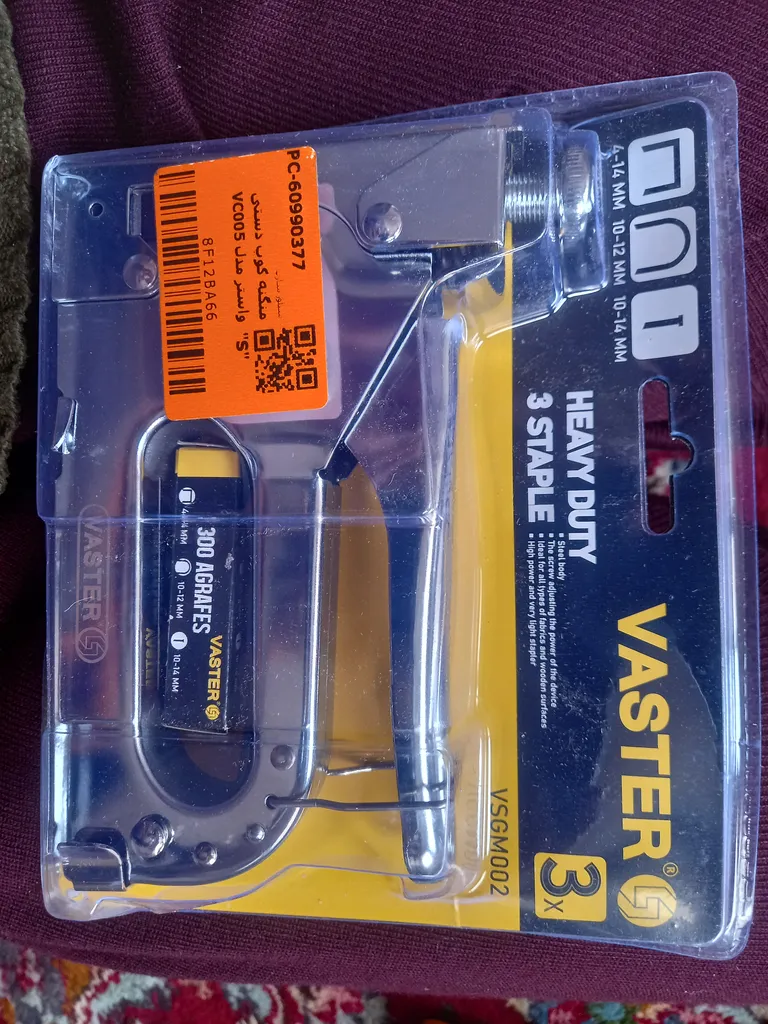 4-14 MM 10-12 MM 10-14 MM
HEAVY DUTY
3 STAPLE
▪ Steel body
▪ The screw adjusting the power of the device
▪ Ideal for all types of fabrics and wooden surfaces
▪ High power and very light stapler
VASTER®
3X
VSGM002
PC-60990377
منگنه کوب دستی
واستر مدل VC005
"S"
8F12BA66
300 AGRAFES
VASTER
4-14 MM
10-12 MM
10-14 MM
VASTER